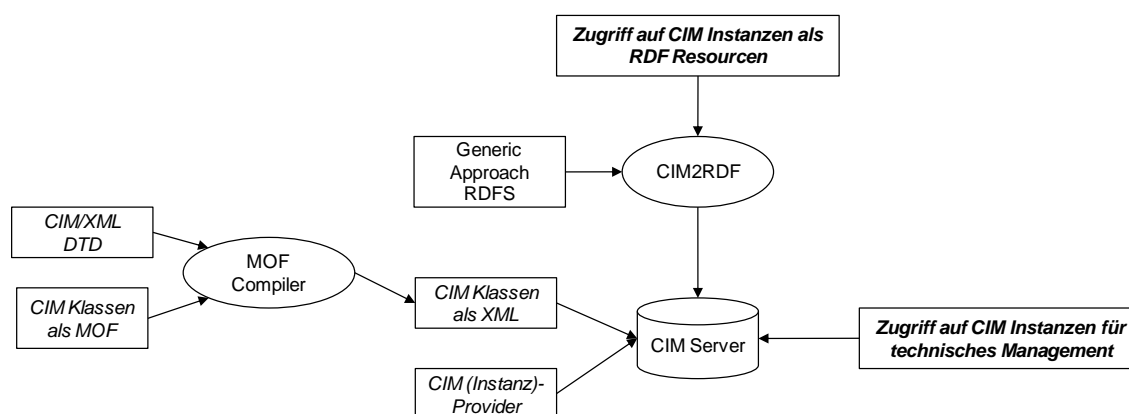 Zugriff auf CIM Instanzen als
RDF Resourcen
Generic
Approach
RDFS
CIM2RDF
CIM/XML
DTD
MOF
Compiler
CIM Klassen
als MOF
CIM Klassen
als XML
CIM Server
Zugriff auf CIM Instanzen für
technisches Management
CIM (Instanz)-
Provider